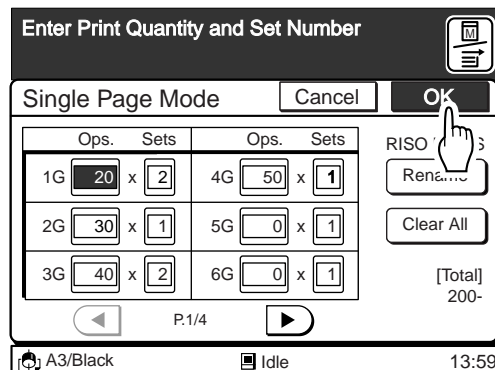 Enter Print Quantity and Set Number
M
Single Page Mode
Cancel
OK
Ops. Sets Ops. Sets
RISO
1G 20 x 2 4G 50 x 1
Rename
2G 30 x 1 5G 0 x 1
Clear All
3G 40 x 2 6G 0 x 1
[Total]
200-
P.1/4
A3/Black
Idle
13:59